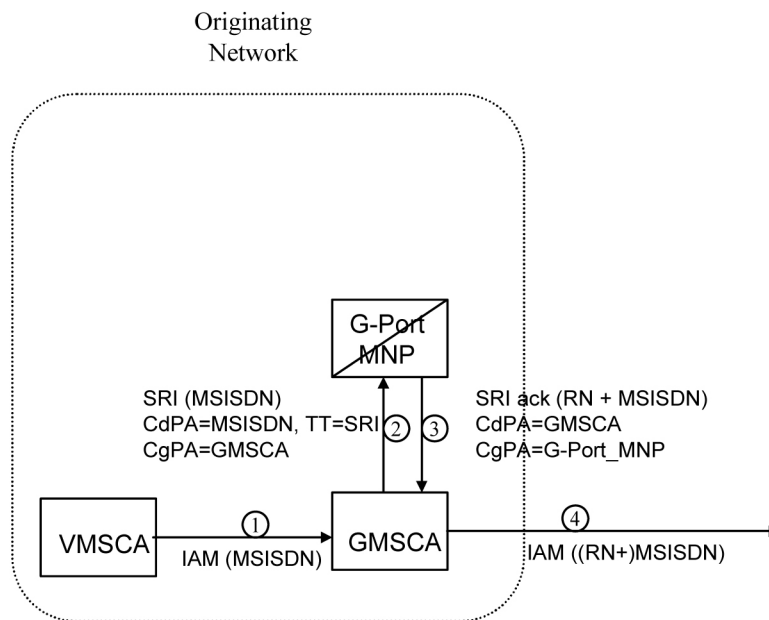 Originating
Network
G-Port
MNP
SRI (MSISDN)
CdPA=MSISDN, TT=SRI
CgPA=GMSCA
2
3
SRI ack (RN + MSISDN)
CdPA=GMSCA
CgPA=G-Port_MNP
VMSCA
1
IAM (MSISDN)
GMSCA
4
IAM ((RN+)MSISDN)